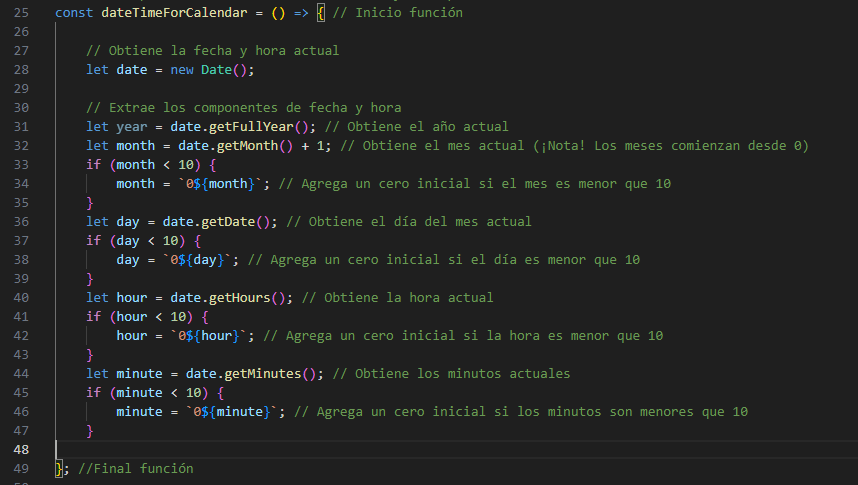 25 const dateTimeForCalendar = () => { // Inicio función
26
27 // Obtiene la fecha y hora actual
28 let date = new Date();
29
30 // Extrae los componentes de fecha y hora
31 let year = date.getFullYear(); // Obtiene el año actual
32 let month = date.getMonth() + 1; // Obtiene el mes actual (¡Nota! Los meses comienzan desde 0)
33 if (month < 10) {
34 month = `0${month}`; // Agrega un cero inicial si el mes es menor que 10
35 }
36 let day = date.getDate(); // Obtiene el día del mes actual
37 if (day < 10) {
38 day = `0${day}`; // Agrega un cero inicial si el día es menor que 10
39 }
40 let hour = date.getHours(); // Obtiene la hora actual
41 if (hour < 10) {
42 hour = `0${hour}`; // Agrega un cero inicial si la hora es menor que 10
43 }
44 let minute = date.getMinutes(); // Obtiene los minutos actuales
45 if (minute < 10) {
46 minute = `0${minute}`; // Agrega un cero inicial si los minutos son menores que 10
47 }
48
49 }; //Final función